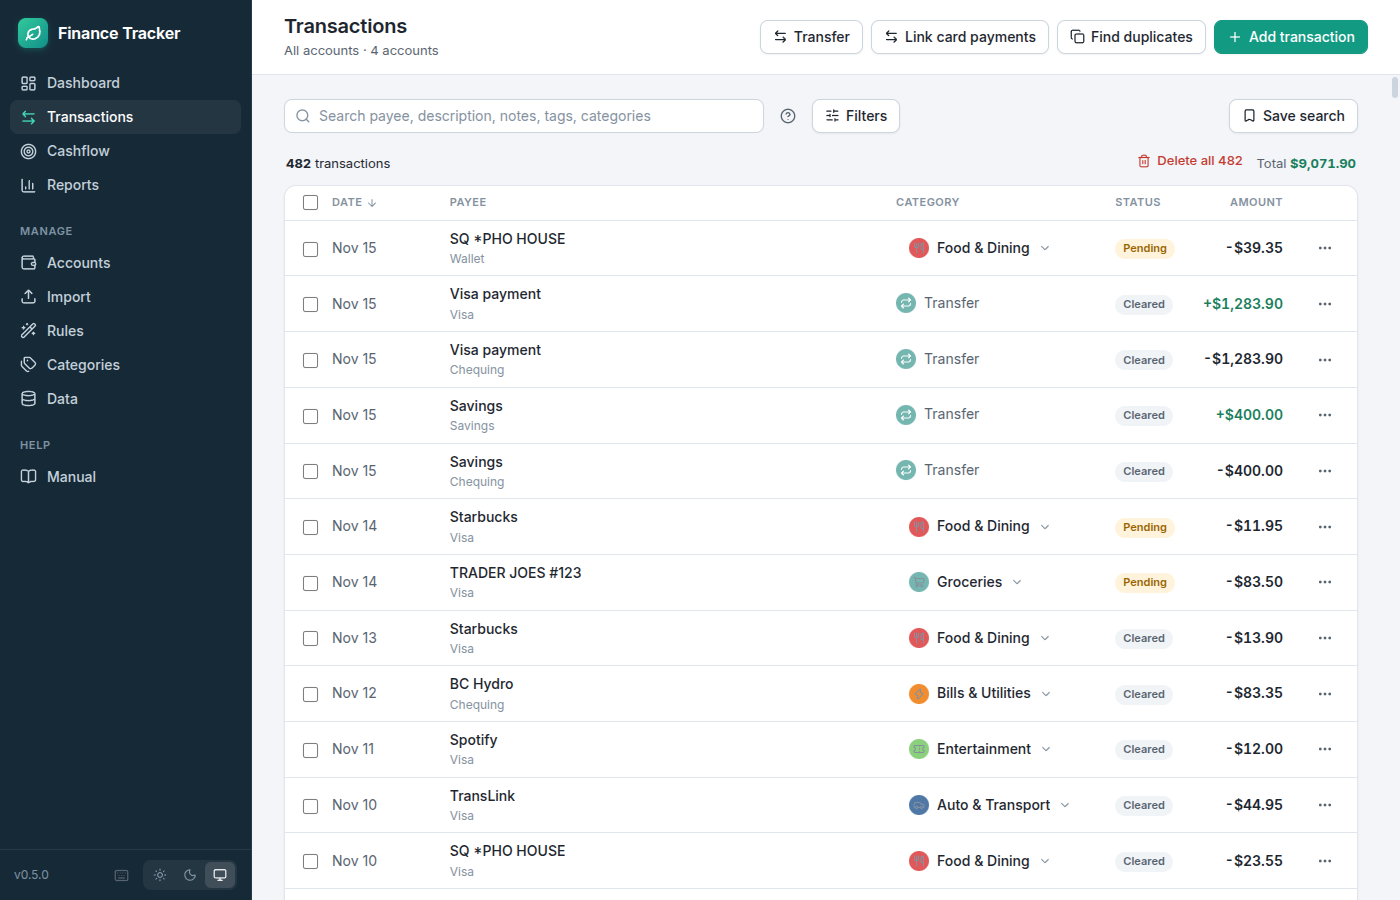 Finance Tracker
Dashboard
Transactions
Cashflow
Reports
MANAGE
Accounts
Import
Rules
Categories
Data
HELP
Manual
v0.5.0
Transactions
All accounts · 4 accounts
Transfer
Link card payments
Find duplicates
Add transaction
Search payee, description, notes, tags, categories
Filters
Save search
482 transactions
Delete all 482
Total $9,071.90
DATE PAYEE CATEGORY STATUS AMOUNT
Nov 15 SQ *PHO HOUSE Food & Dining Pending -$39.35
Wallet
Nov 15 Visa payment Transfer Cleared +$1,283.90
Visa
Nov 15 Visa payment Transfer Cleared -$1,283.90
Chequing
Nov 15 Savings Transfer Cleared +$400.00
Savings
Nov 15 Savings Transfer Cleared -$400.00
Chequing
Nov 14 Starbucks Food & Dining Pending -$11.95
Visa
Nov 14 TRADER JOES #123 Groceries Pending -$83.50
Visa
Nov 13 Starbucks Food & Dining Cleared -$13.90
Visa
Nov 12 BC Hydro Bills & Utilities Cleared -$83.35
Chequing
Nov 11 Spotify Entertainment Cleared -$12.00
Visa
Nov 10 TransLink Auto & Transport Cleared -$44.95
Visa
Nov 10 SQ *PHO HOUSE Food & Dining Cleared -$23.55
Visa